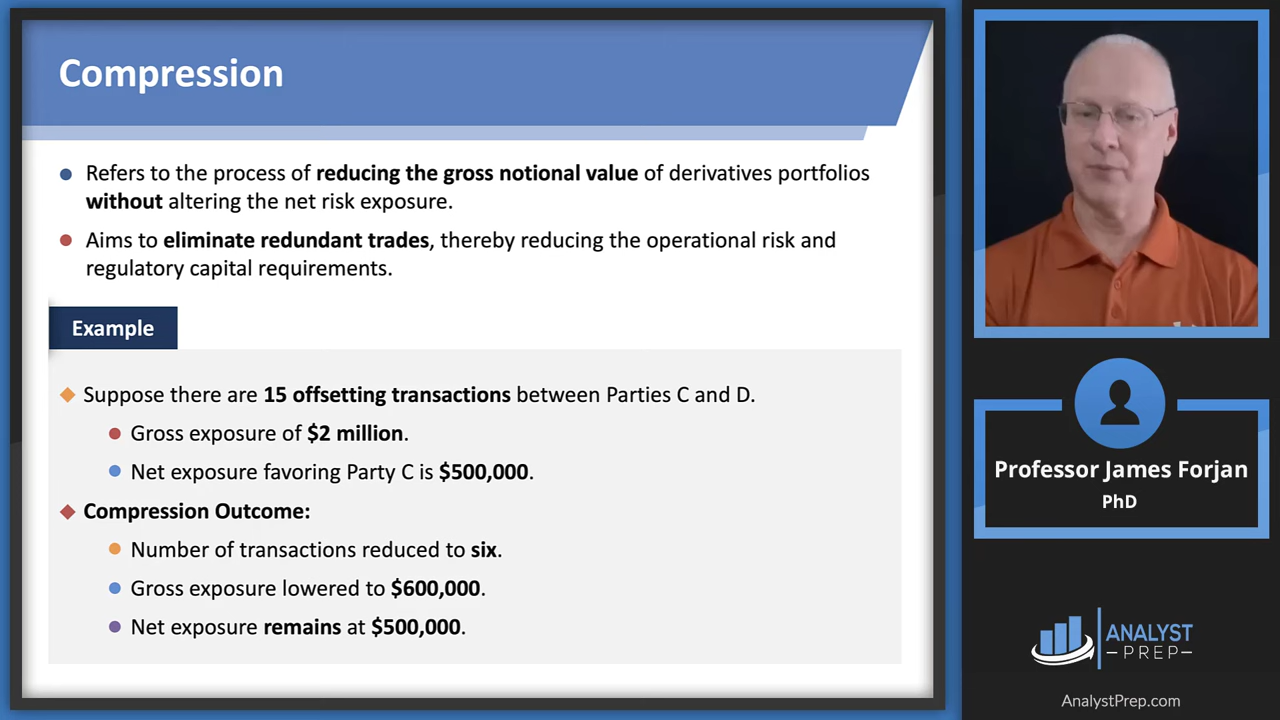 Compression
Refers to the process of reducing the gross notional value of derivatives portfolios
without altering the net risk exposure.
Aims to eliminate redundant trades, thereby reducing the operational risk and
regulatory capital requirements.
Example
Suppose there are 15 offsetting transactions between Parties C and D.
Gross exposure of $2 million.
Net exposure favoring Party C is $500,000.
Compression Outcome:
Number of transactions reduced to six.
Gross exposure lowered to $600,000.
Net exposure remains at $500,000.
Professor James Forjan
PhD
ANALYST
PREP
AnalystPrep.com